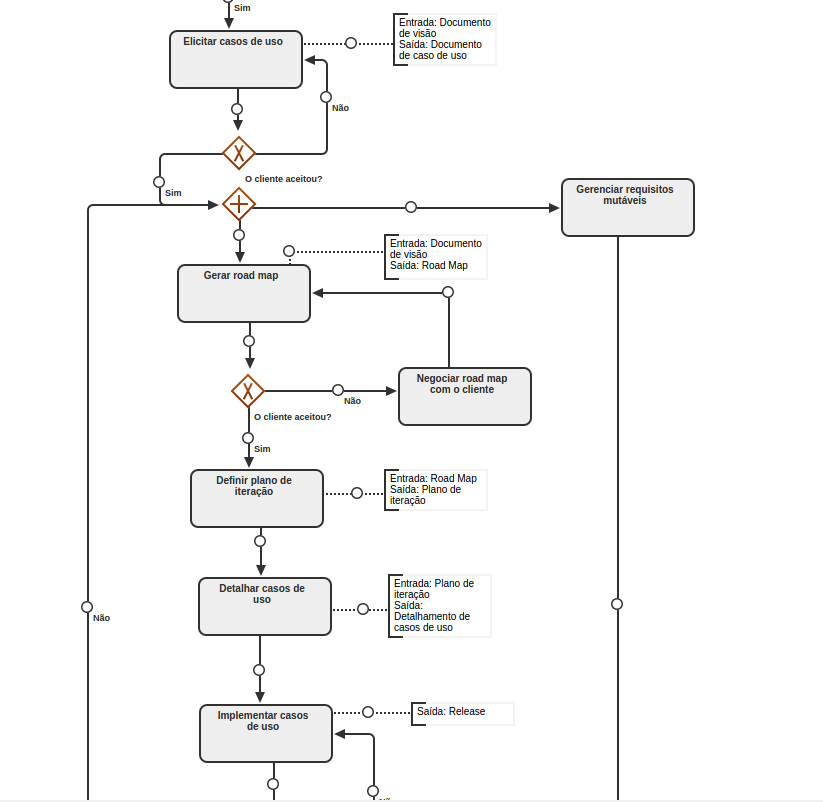 Sim
Elicitar casos de uso
Entrada: Documento
de visão
Saída: Documento
de caso de uso
Não
O cliente aceitou?
Sim
Gerenciar requisitos
mutáveis
Entrada: Documento
de visão
Saída: Road Map
Gerar road map
Negociar road map
com o cliente
Não
O cliente aceitou?
Sim
Definir plano de
iteração
Entrada: Road Map
Saída: Plano de
iteração
Detalhar casos de
uso
Entrada: Plano de
iteração
Saída:
Detalhamento de
casos de uso
Não
Implementar casos
de uso
Saída: Release